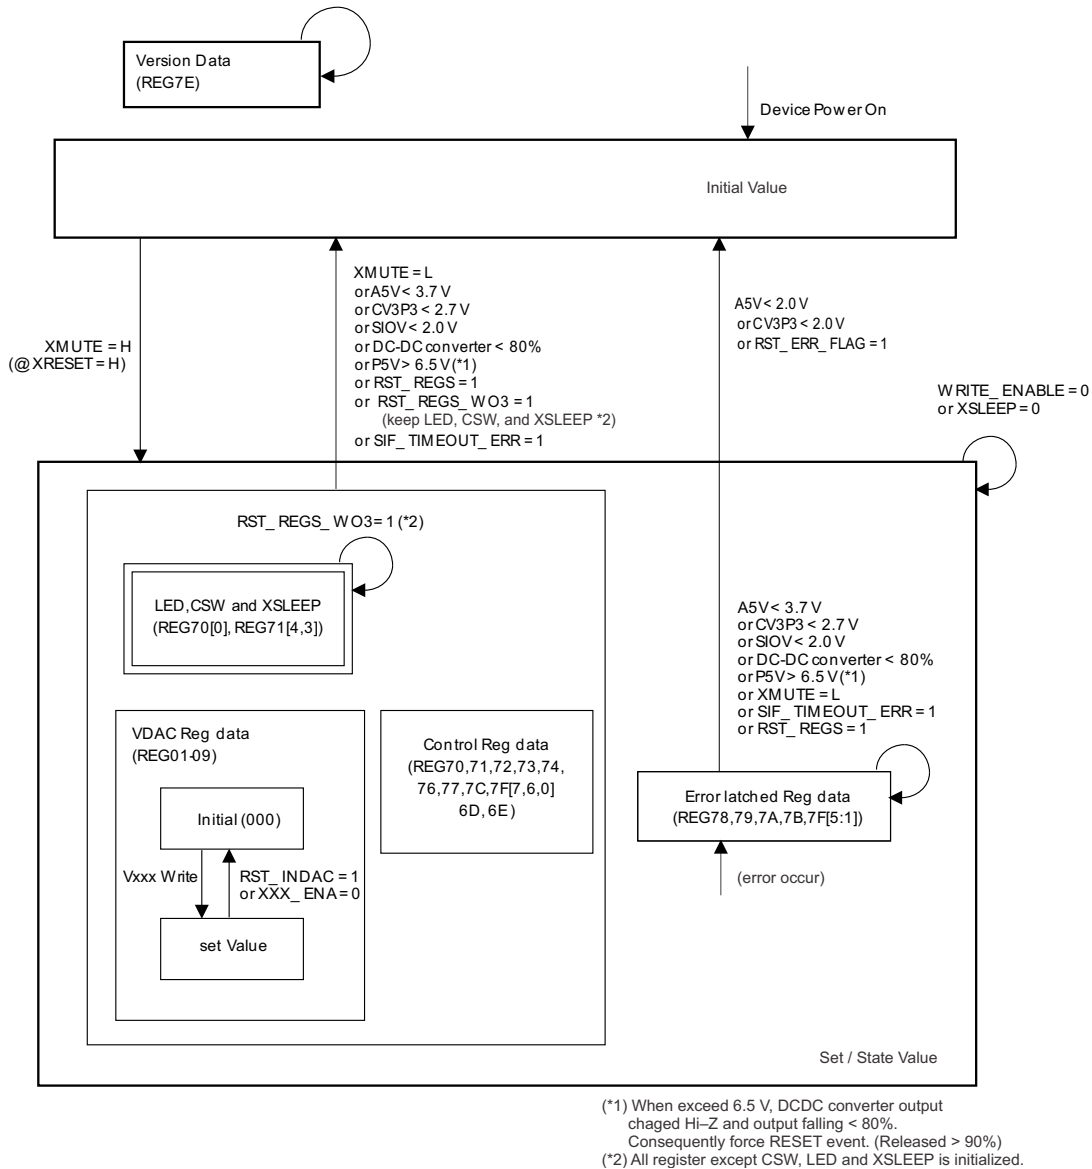 Version Data
(REG7E)
Device Power On
Initial Value
XMUTE = H
(@XRESET = H)
XMUTE = L
or A5V < 3.7 V
or CV3P3 < 2.7 V
or SIOV < 2.0 V
or DC-DC converter < 80%
or P5V > 6.5 V (*1)
or RST_REGS = 1
or RST_REGS_WO3 = 1
(keep LED, CSW, and XSLEEP *2)
or SIF_TIMEOUT_ERR = 1
A5V < 2.0 V
or CV3P3 < 2.0 V
or RST_ERR_FLAG = 1
WRITE_ENABLE = 0
or XSLEEP = 0
RST_REGS_WO3 = 1 (*2)
LED,CSW and XSLEEP
(REG70[0], REG71[4,3])
VDAC Reg data
(REG01-09)
Initial (000)
Vxxx Write
RST_INDAC = 1
or XXX_ENA = 0
set Value
Control Reg data
(REG70,71,72,73,74,
76,77,7C,7F[7,6,0]
6D, 6E)
A5V < 3.7 V
or CV3P3 < 2.7 V
or SIOV < 2.0 V
or DC-DC converter < 80%
or P5V > 6.5 V (*1)
or XMUTE = L
or SIF_TIMEOUT_ERR = 1
or RST_REGS = 1
Error latched Reg data
(REG78,79,7A,7B,7F[5:1])
(error occur)
Set / State Value
(*1) When exceed 6.5 V, DCDC converter output
chaged Hi–Z and output falling < 80%.
Consequently force RESET event. (Released > 90%)
(*2) All register except CSW, LED and XSLEEP is initialized.